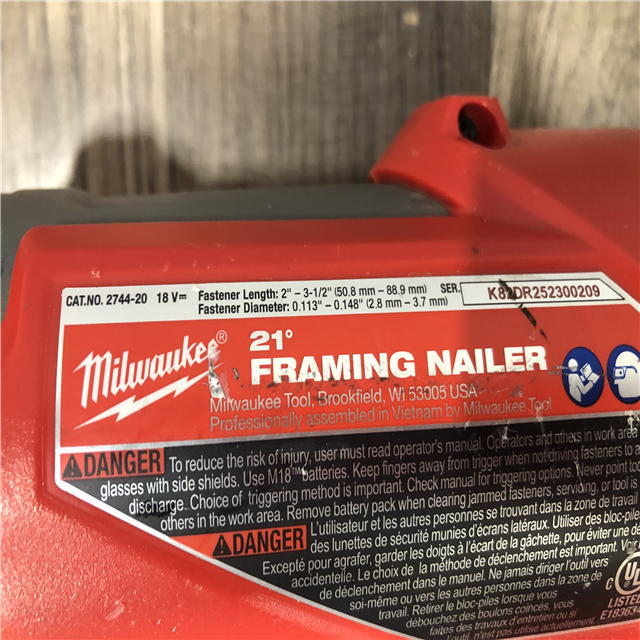 CAT.NO. 2744-20 18 V⎓ Fastener Length: 2" – 3-1/2" (50.8 mm – 88.9 mm) SER.
Fastener Diameter: 0.113" – 0.148" (2.8 mm – 3.7 mm)
Milwaukee®
21°
FRAMING NAILER
Milwaukee Tool, Brookfield, WI 53005 USA
Professionally assembled in Vietnam by Milwaukee Tool
DANGER To reduce the risk of injury, user must read operator's manual. Operators and others in work area
glasses with side shields. Use M18™ batteries. Keep fingers away from trigger when not driving fasteners to a
discharge. Choice of triggering method is important. Check manual for triggering options. Never point tool
others in the work area. Remove battery pack when clearing jammed fasteners, servicing, or tool is
DANGER L'utilisateur et les autres personnes se trouvant dans la zone de travail
des lunettes de sécurité munies d'écrans latéraux. Utiliser des bloc-piles
Excepté pour agrafer, garder les doigts à l'écart de la gâchette, pour éviter une dé
accidentelle. Le choix de la méthode de déclenchement est important. Voir
de déclenchement dans le manuel. Ne jamais diriger l'outil vers
soi-même ou vers les autres personnes dans la zone de
travail. Retirer le bloc-piles lorsque vous
débouchez des boulons coincés, vous
faites des travaux d'entretien ou si
C UL
LISTED
E18365